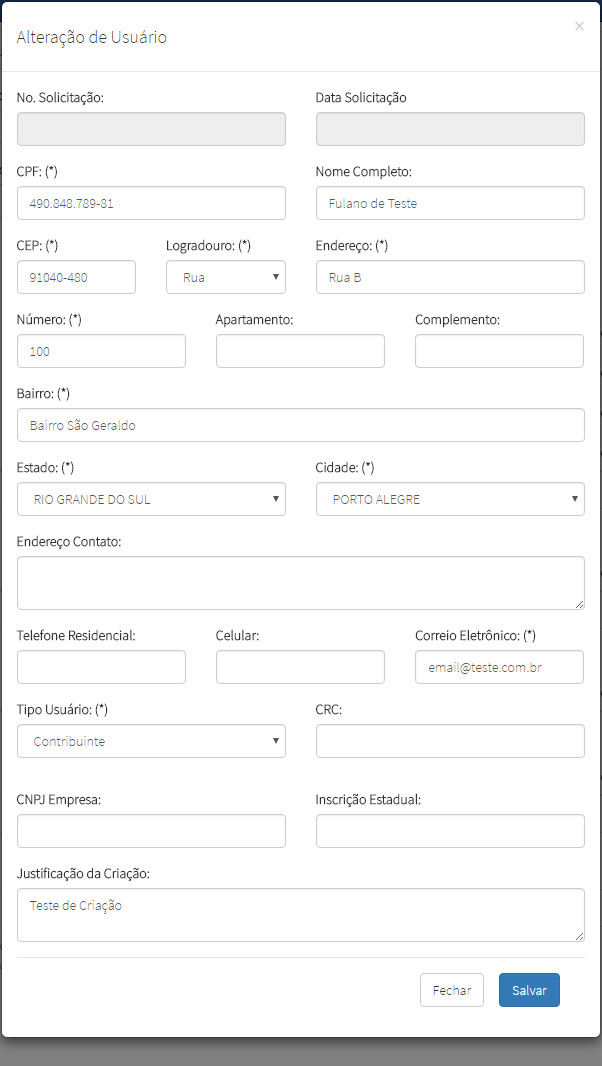 Alteração de Usuário ×
No. Solicitação: Data Solicitação
CPF: (*) Nome Completo:
490.848.789-81 Fulano de Teste
CEP: (*) Logradouro: (*) Endereço: (*)
91040-480 Rua Rua B
Número: (*) Apartamento: Complemento:
100
Bairro: (*)
Bairro São Geraldo
Estado: (*) Cidade: (*)
RIO GRANDE DO SUL PORTO ALEGRE
Endereço Contato:
Telefone Residencial: Celular: Correio Eletrônico: (*)
email@teste.com.br
Tipo Usuário: (*) CRC:
Contribuinte
CNPJ Empresa: Inscrição Estadual:
Justificação da Criação:
Teste de Criação
Fechar Salvar